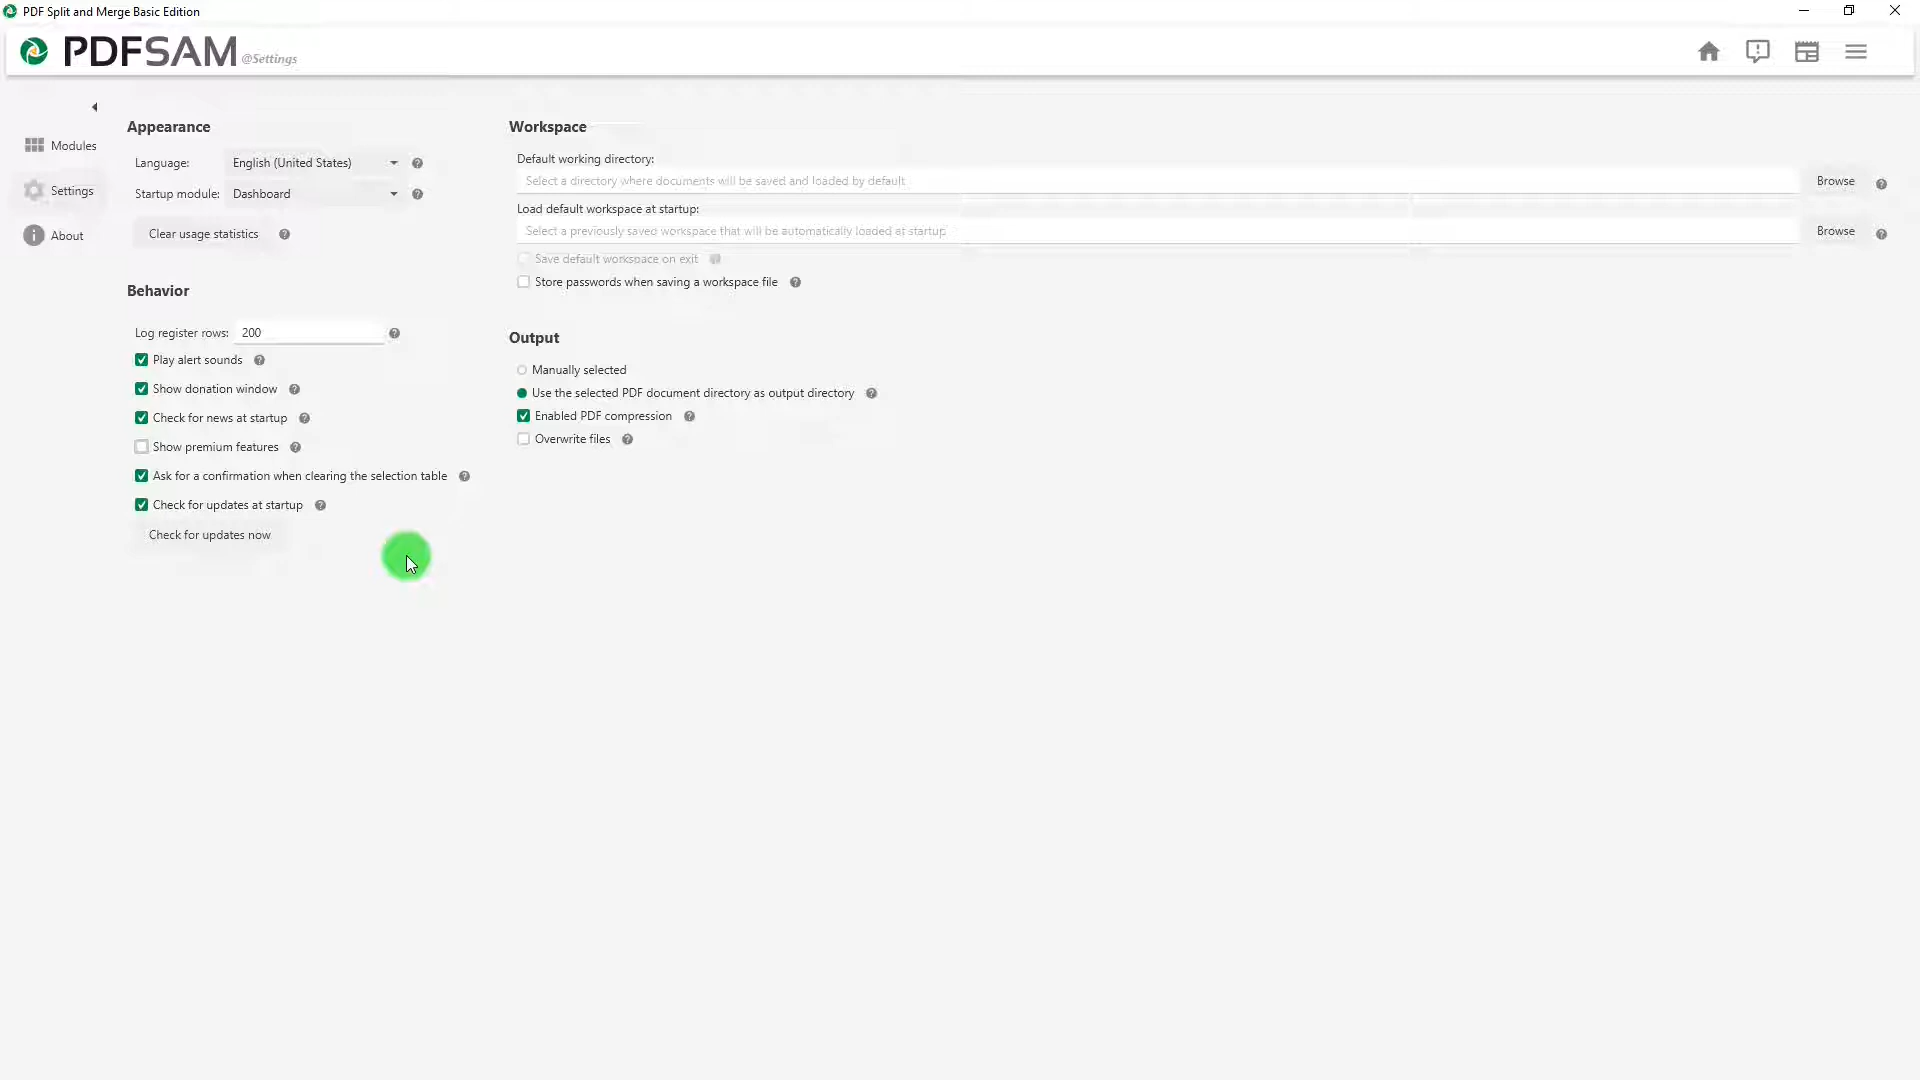 PDF Split and Merge Basic Edition
PDFSAM @Settings
Modules
Settings
About
Appearance
Language: English (United States)
Startup module: Dashboard
Clear usage statistics
Behavior
Log register rows: 200
Play alert sounds
Show donation window
Check for news at startup
Show premium features
Ask for a confirmation when clearing the selection table
Check for updates at startup
Check for updates now
Workspace
Default working directory:
Select a directory where documents will be saved and loaded by default
Browse
Load default workspace at startup:
Select a previously saved workspace that will be automatically loaded at startup
Browse
Save default workspace on exit
Store passwords when saving a workspace file
Output
Manually selected
Use the selected PDF document directory as output directory
Enabled PDF compression
Overwrite files